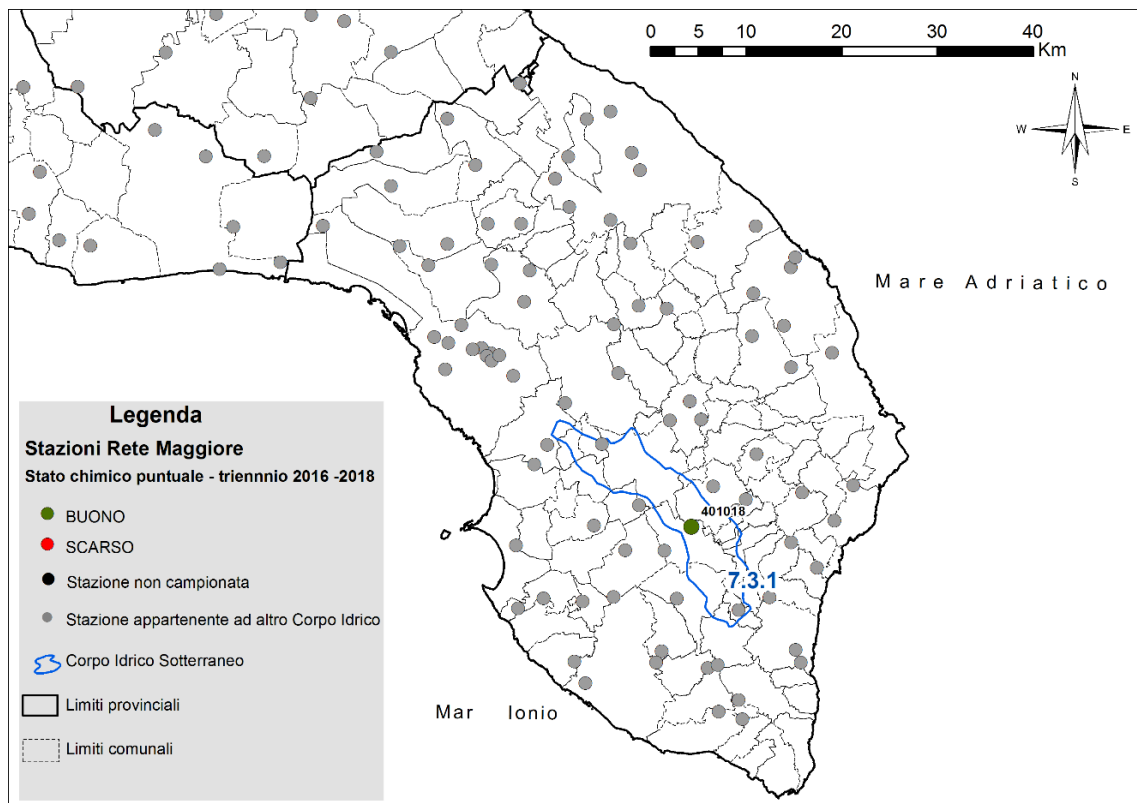 0 5 10 20 30 40
Km
N
W E
S
Mare Adriatico
401018
7.3.1
Mar Ionio
Legenda
Stazioni Rete Maggiore
Stato chimico puntuale - triennnio 2016 -2018
BUONO
SCARSO
Stazione non campionata
Stazione appartenente ad altro Corpo Idrico
Corpo Idrico Sotterraneo
Limiti provinciali
Limiti comunali